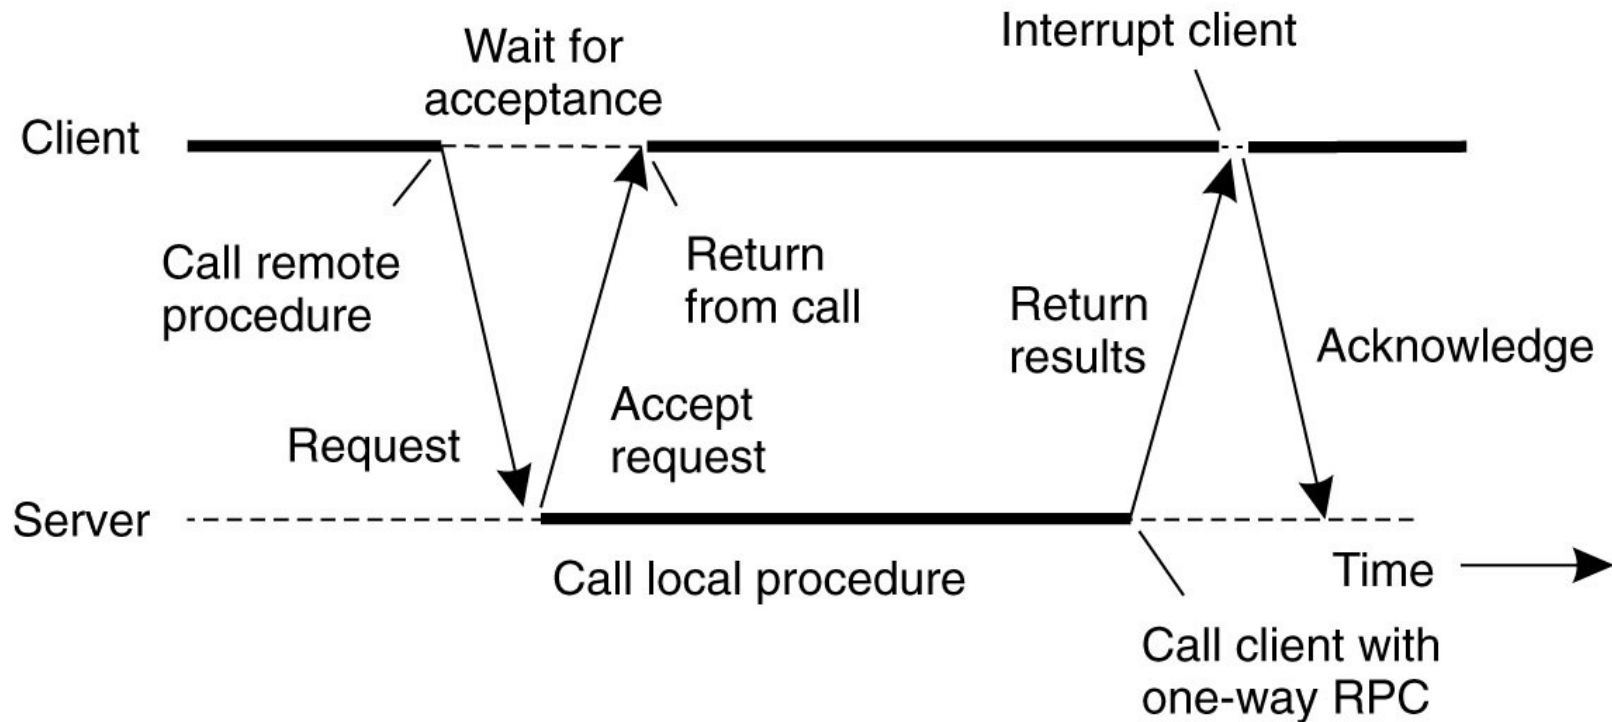 Interrupt client
Wait for
acceptance
Client
Call remote
procedure
Return
from call
Return
results
Acknowledge
Accept
request
Request
Server
Call local procedure
Time
Call client with
one-way RPC